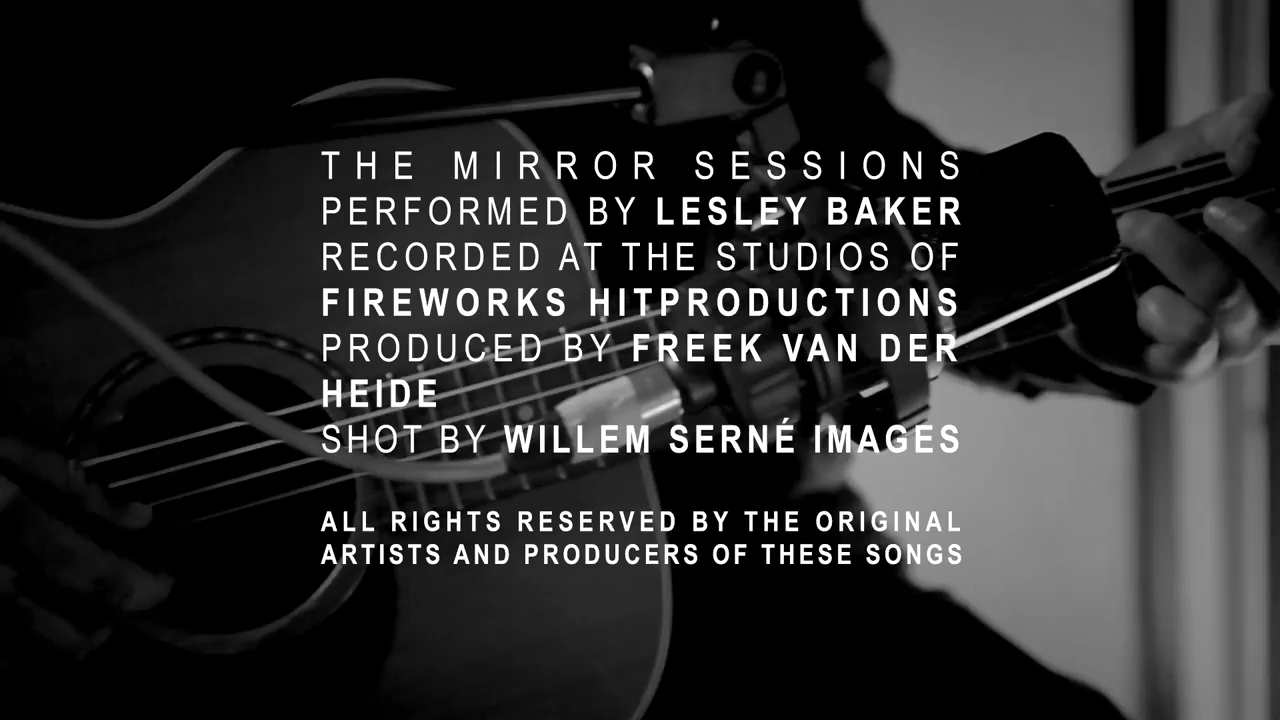 THE MIRROR SESSIONS
PERFORMED BY LESLEY BAKER
RECORDED AT THE STUDIOS OF
FIREWORKS HITPRODUCTIONS
PRODUCED BY FREEK VAN DER
HEIDE
SHOT BY WILLEM SERNÉ IMAGES
ALL RIGHTS RESERVED BY THE ORIGINAL
ARTISTS AND PRODUCERS OF THESE SONGS